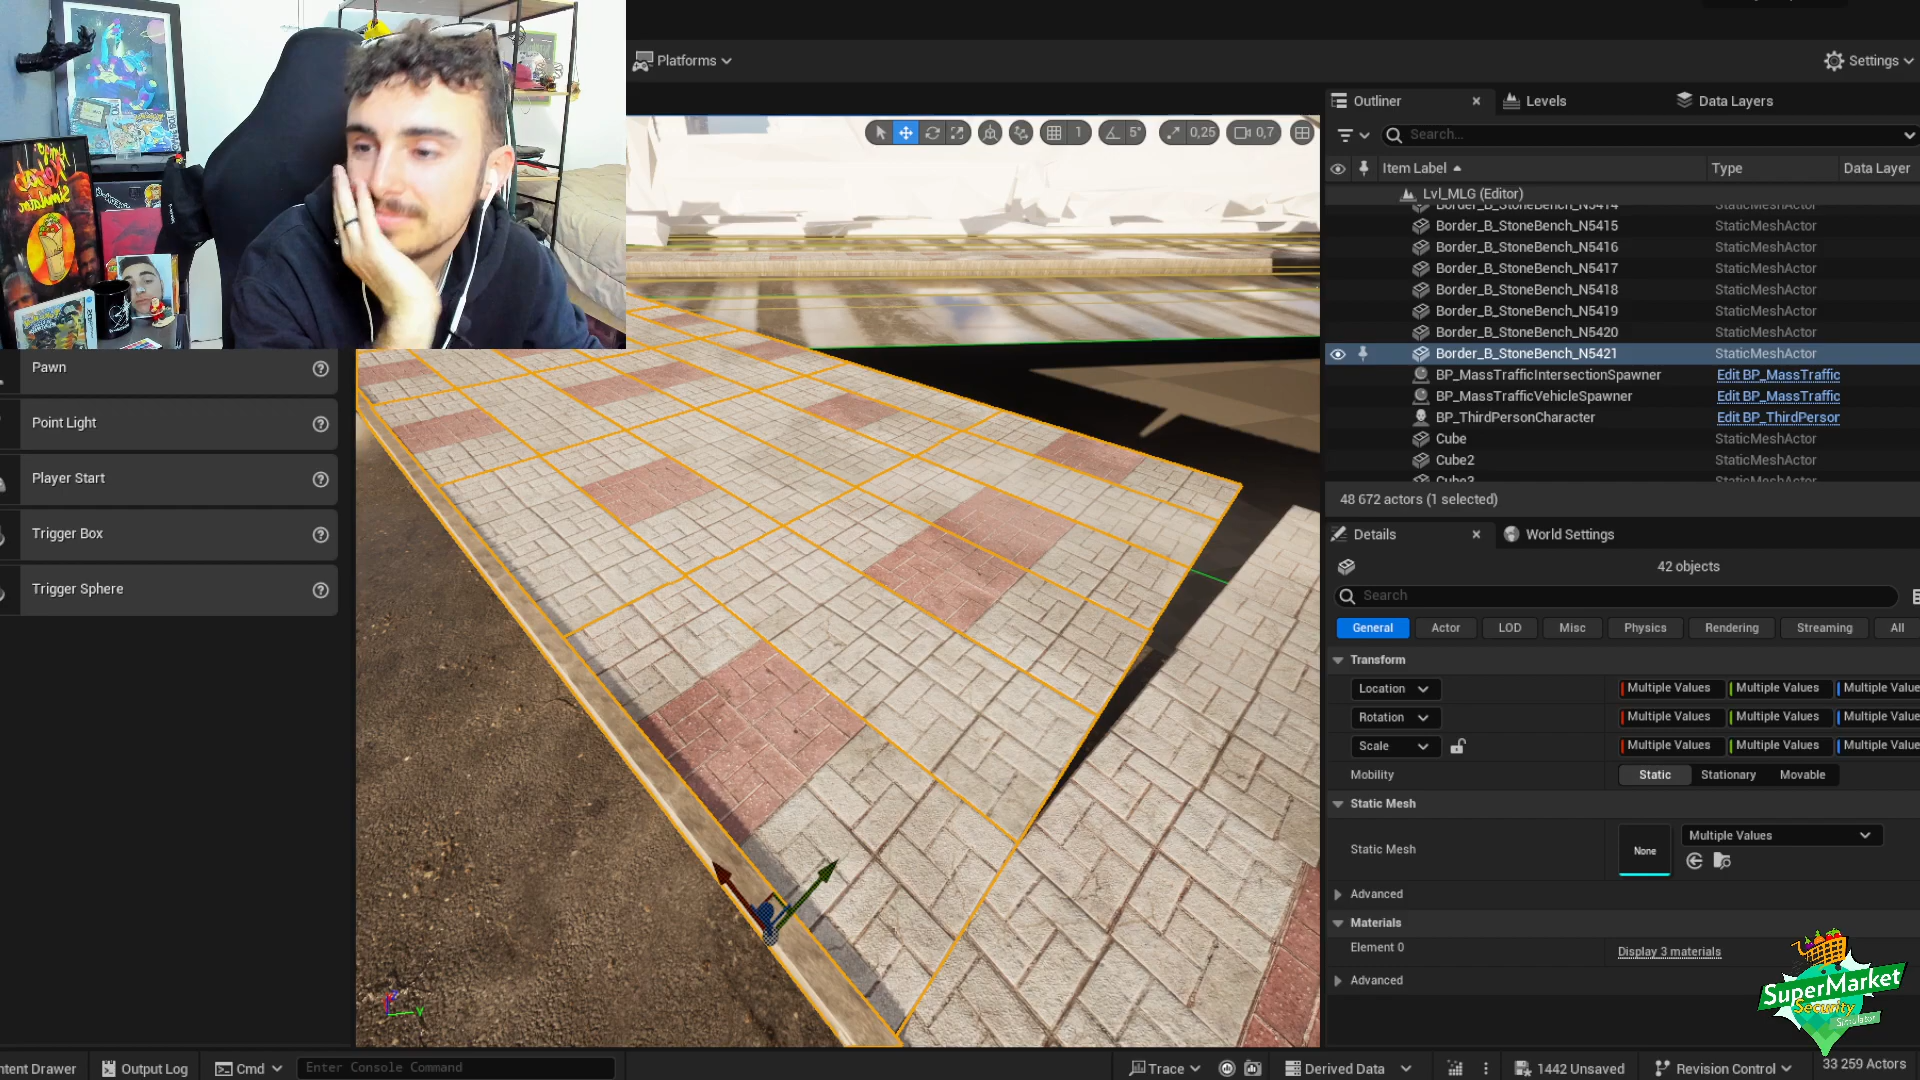 Platforms
Settings
Outliner
Levels
Data Layers
1
5°
0,25
0,7
Search...
Item Label
Type
Data Layer
Lvl_MLG (Editor)
Border_B_StoneBench_N5414
StaticMeshActor
Border_B_StoneBench_N5415
StaticMeshActor
Border_B_StoneBench_N5416
StaticMeshActor
Border_B_StoneBench_N5417
StaticMeshActor
Border_B_StoneBench_N5418
StaticMeshActor
Border_B_StoneBench_N5419
StaticMeshActor
Border_B_StoneBench_N5420
StaticMeshActor
Border_B_StoneBench_N5421
StaticMeshActor
BP_MassTrafficIntersectionSpawner
Edit BP_MassTraffic
BP_MassTrafficVehicleSpawner
Edit BP_MassTraffic
BP_ThirdPersonCharacter
Edit BP_ThirdPerson
Cube
StaticMeshActor
Cube2
StaticMeshActor
Cube3
StaticMeshActor
48 672 actors (1 selected)
Details
World Settings
42 objects
Search
General
Actor
LOD
Misc
Physics
Rendering
Streaming
All
Transform
Location
Multiple Values
Multiple Values
Multiple Value
Rotation
Multiple Values
Multiple Values
Multiple Value
Scale
Multiple Values
Multiple Values
Multiple Value
Mobility
Static
Stationary
Movable
Static Mesh
Static Mesh
None
Multiple Values
Advanced
Materials
Element 0
Display 3 materials
Advanced
SuperMarket
Security
Simulator
Pawn
Point Light
Player Start
Trigger Box
Trigger Sphere
Y
ntent Drawer
Output Log
Cmd
Enter Console Command
Trace
Derived Data
1442 Unsaved
Revision Control
33 259 Actors